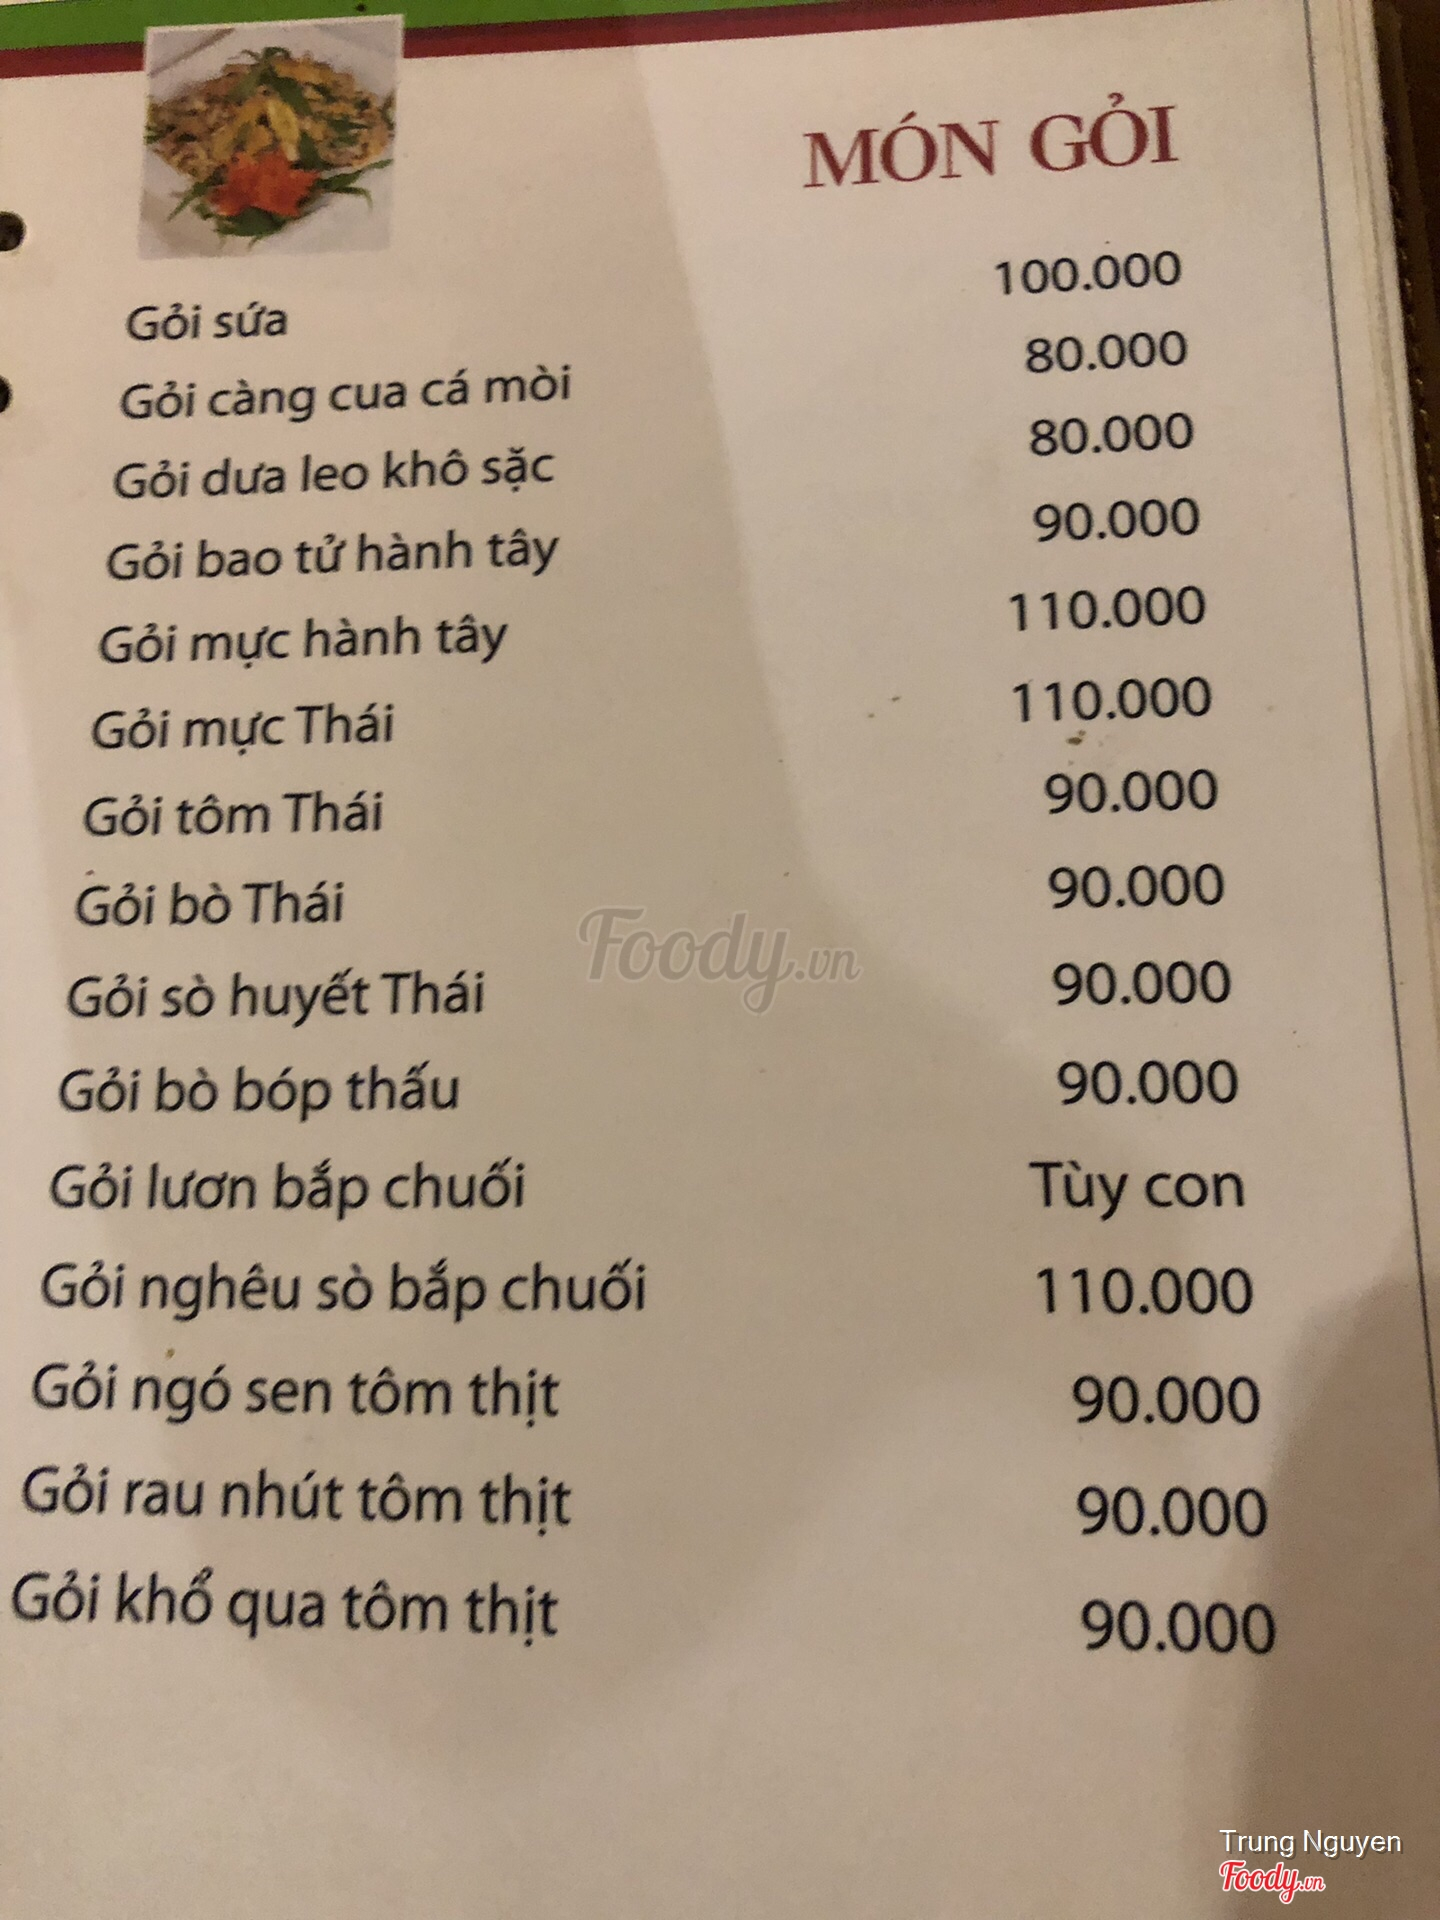 MÓN GỎI
Gỏi sứa 100.000
Gỏi càng cua cá mòi 80.000
Gỏi dưa leo khô sặc 80.000
Gỏi bao tử hành tây 90.000
Gỏi mực hành tây 110.000
Gỏi mực Thái 110.000
Gỏi tôm Thái 90.000
Gỏi bò Thái 90.000
Gỏi sò huyết Thái 90.000
Gỏi bò bóp thấu 90.000
Gỏi lươn bắp chuối Tùy con
Gỏi nghêu sò bắp chuối 110.000
Gỏi ngó sen tôm thịt 90.000
Gỏi rau nhút tôm thịt 90.000
Gỏi khổ qua tôm thịt 90.000
Foody.vn
Trung Nguyen
Foody.vn